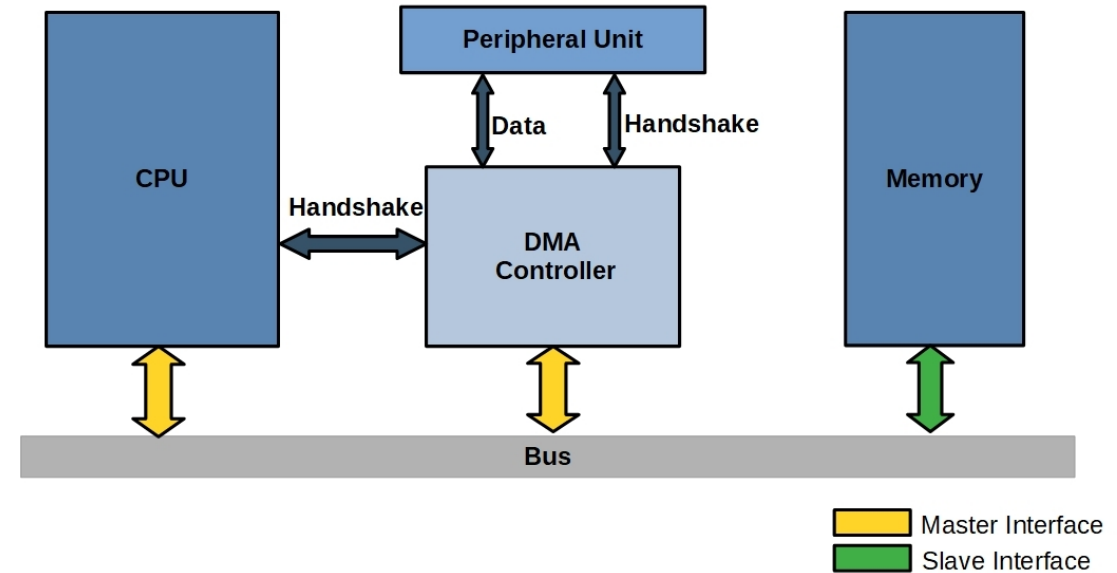 Peripheral Unit
Data
Handshake
CPU
Memory
Handshake
DMA
Controller
Bus
Master Interface
Slave Interface